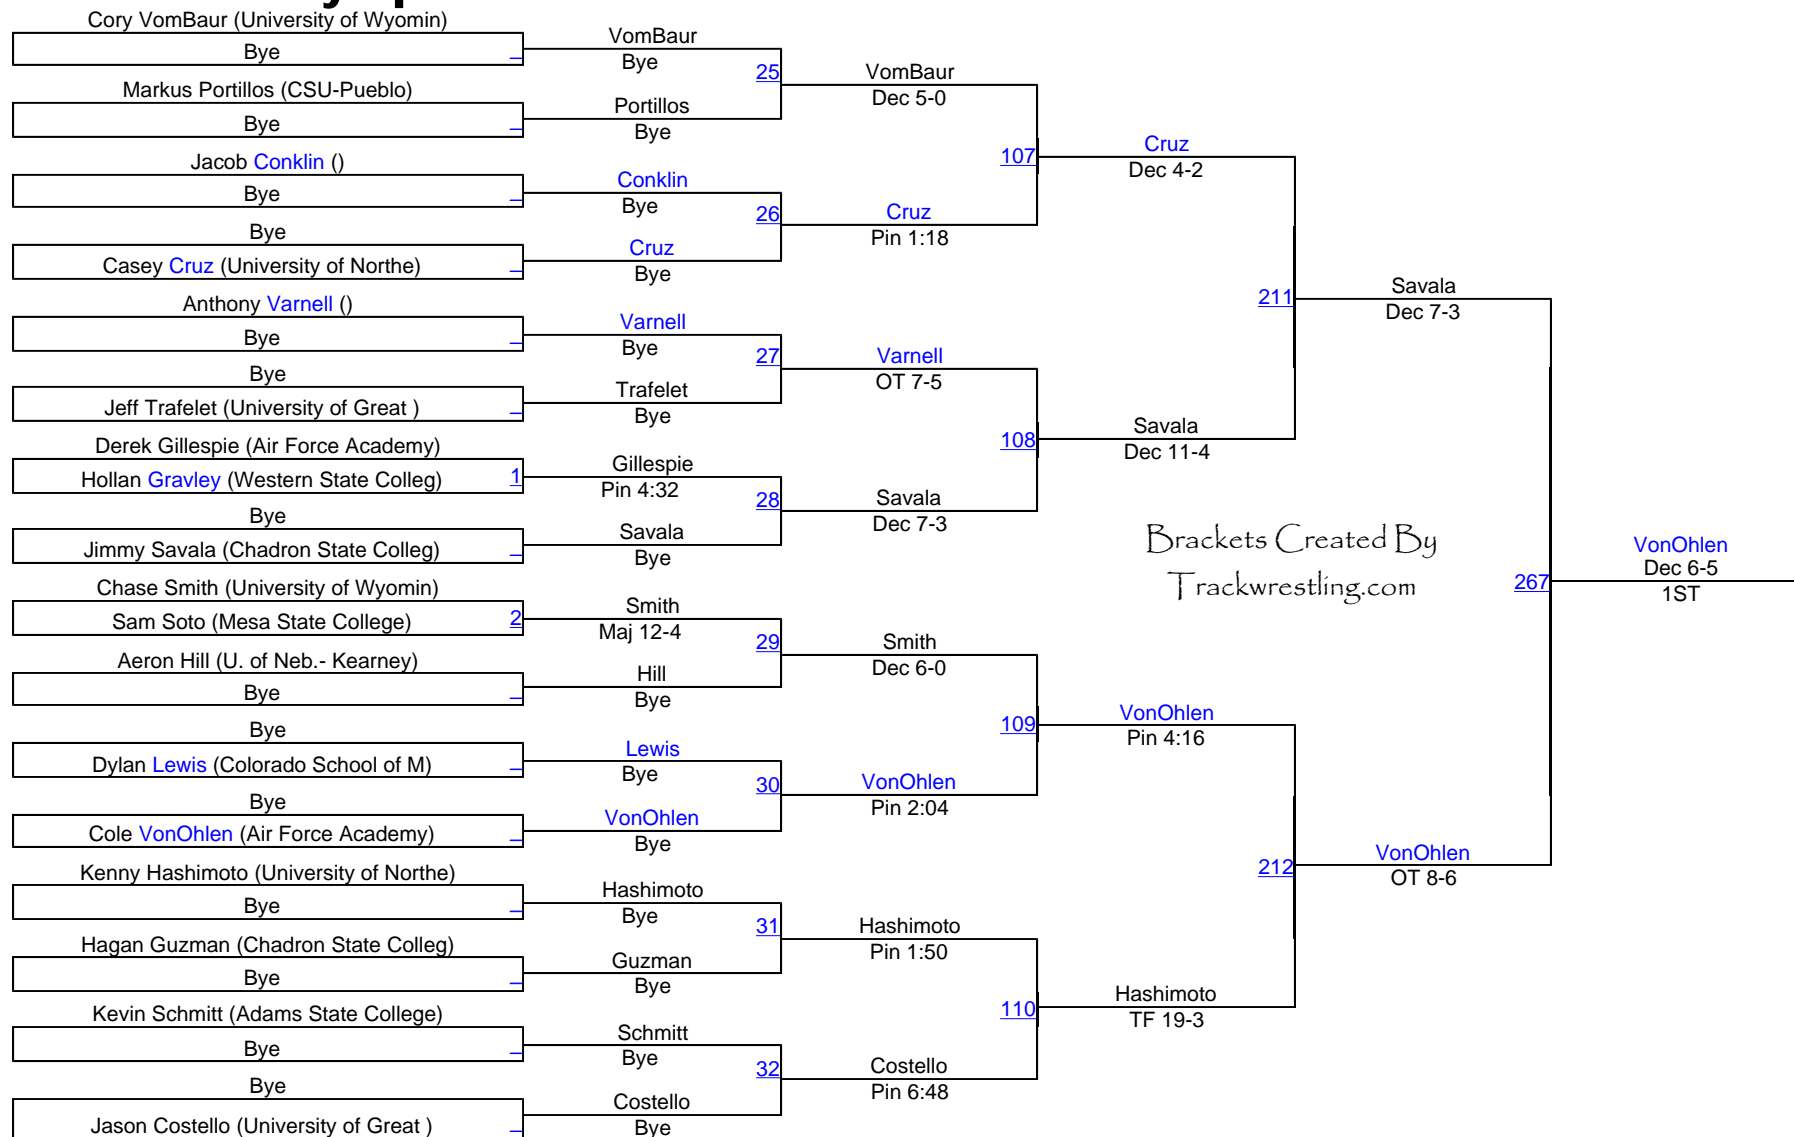 Cory VomBaur (University of Wyomin)
Bye
Markus Portillos (CSU-Pueblo)
Bye
Jacob Conklin ()
Bye
Bye
Casey Cruz (University of Northe)
Anthony Varnell ()
Bye
Bye
Jeff Trafelet (University of Great )
Derek Gillespie (Air Force Academy)
Hollan Gravley (Western State Colleg) 1
Bye
Jimmy Savala (Chadron State Colleg)
Chase Smith (University of Wyomin)
Sam Soto (Mesa State College) 2
Aeron Hill (U. of Neb.- Kearney)
Bye
Bye
Dylan Lewis (Colorado School of M)
Bye
Cole VonOhlen (Air Force Academy)
Kenny Hashimoto (University of Northe)
Bye
Hagan Guzman (Chadron State Colleg)
Bye
Kevin Schmitt (Adams State College)
Bye
Bye
Jason Costello (University of Great )
VomBaur
Bye
25
Portillos
Bye
Conklin
Bye
26
Cruz
Bye
Varnell
Bye
27
Trafelet
Bye
Gillespie
Pin 4:32
28
Savala
Bye
Smith
Maj 12-4
29
Hill
Bye
Lewis
Bye
30
VonOhlen
Bye
Hashimoto
Bye
31
Guzman
Bye
Schmitt
Bye
32
Costello
Bye
VomBaur
Dec 5-0
107
Cruz
Pin 1:18
Varnell
OT 7-5
108
Savala
Dec 7-3
Smith
Dec 6-0
109
VonOhlen
Pin 2:04
Hashimoto
Pin 1:50
110
Costello
Pin 6:48
Cruz
Dec 4-2
211
Savala
Dec 11-4
Brackets Created By
Trackwrestling.com
VonOhlen
Pin 4:16
212
Hashimoto
TF 19-3
Savala
Dec 7-3
267
VonOhlen
OT 8-6
VonOhlen
Dec 6-5
1ST